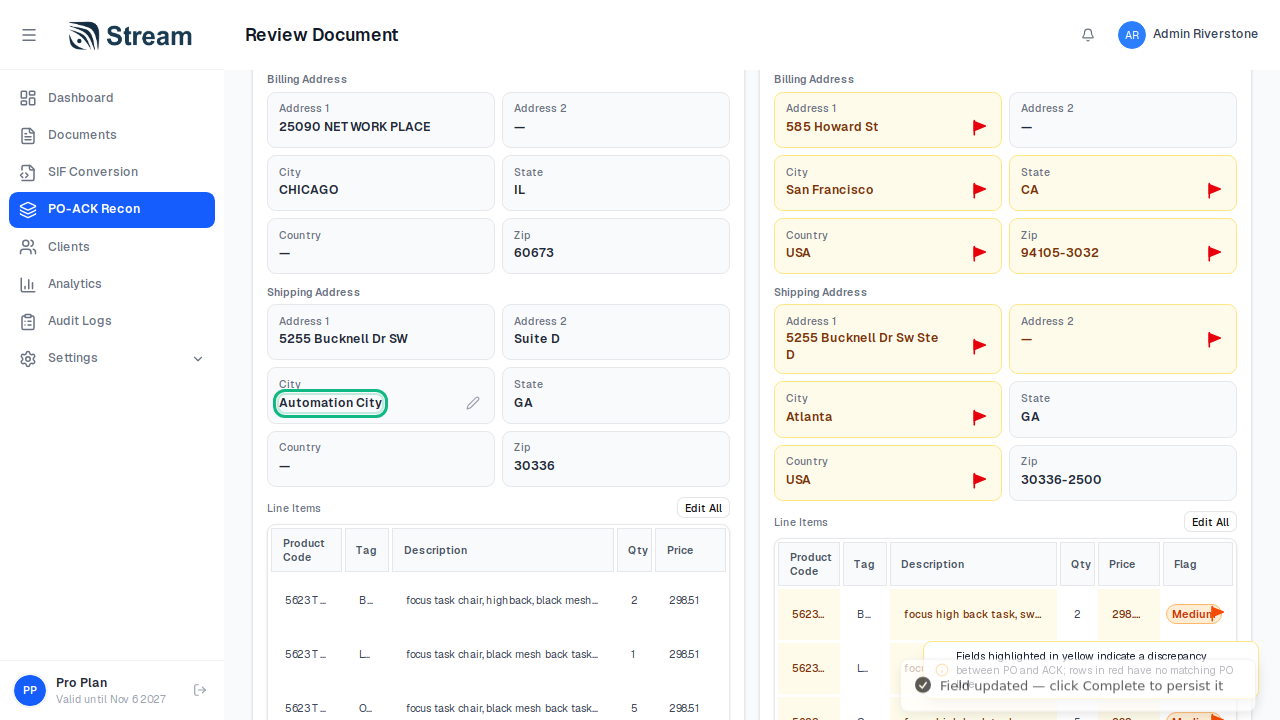 Stream
Review Document
AR
Admin Riverstone
Dashboard
Documents
SIF Conversion
PO-ACK Recon
Clients
Analytics
Audit Logs
Settings
PP
Pro Plan
Valid until Nov 6 2027
Billing Address
Address 1
25090 NETWORK PLACE
Address 2
—
City
CHICAGO
State
IL
Country
—
Zip
60673
Shipping Address
Address 1
5255 Bucknell Dr SW
Address 2
Suite D
City
Automation City
State
GA
Country
—
Zip
30336
Line Items
Edit All
Product
Code
Tag
Description
Qty
Price
5623T...
B...
focus task chair, highback, black mesh...
2
298.51
5623T...
L...
focus task chair, black mesh back task...
1
298.51
5623T...
O...
focus task chair, black mesh back task...
5
298.51
Billing Address
Address 1
585 Howard St
Address 2
—
City
San Francisco
State
CA
Country
USA
Zip
94105-3032
Shipping Address
Address 1
5255 Bucknell Dr Sw Ste
D
Address 2
—
City
Atlanta
State
GA
Country
USA
Zip
30336-2500
Line Items
Edit All
Product
Code
Tag
Description
Qty
Price
Flag
5623...
B...
focus high back task, sw...
2
298....
Medium
5623...
L...
Fields highlighted in yellow indicate a discrepancy
between PO and ACK; rows in red have no matching PO
Field updated — click Complete to persist it